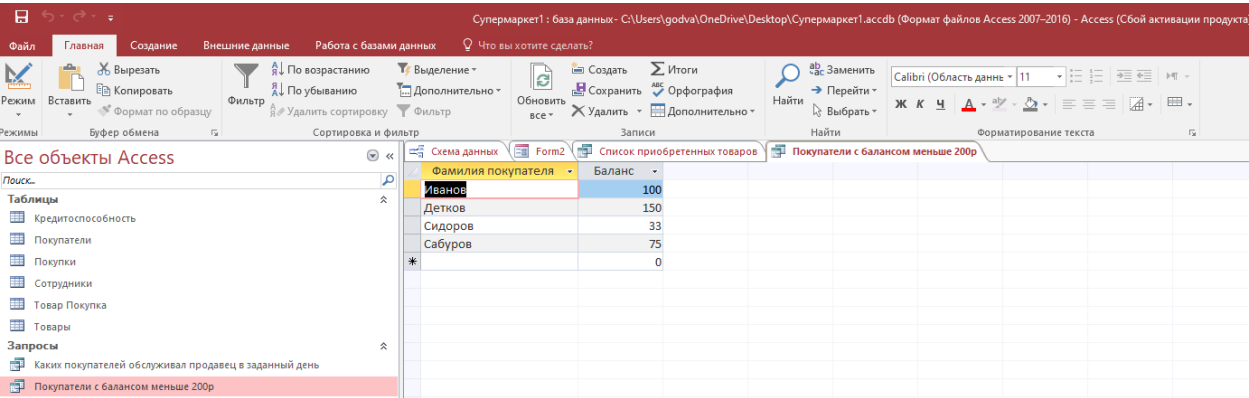 Супермаркет1 : база данных- C:\Users\godva\OneDrive\Desktop\Супермаркет1.accdb (Формат файлов Access 2007–2016) - Access (Сбой активации продукта
Файл Главная Создание Внешние данные Работа с базами данных Что вы хотите сделать?
Вырезать По возрастанию Выделение Создать Итоги Заменить Calibri (Область даннь 11
Режим Вставить Копировать Фильтр По убыванию Дополнительно Обновить все Сохранить Орфография Найти Перейти
Формат по образцу Удалить сортировку Фильтр Удалить Дополнительно Выбрать Ж К Ч A
Режимы Буфер обмена Сортировка и фильтр Записи Найти Форматирование текста
Все объекты Access
Схема данных Form2 Список приобретенных товаров Покупатели с балансом меньше 200р
Поиск...
Таблицы
Кредитоспособность
Покупатели
Покупки
Сотрудники
Товар Покупка
Товары
Запросы
Каких покупателей обслуживал продавец в заданный день
Покупатели с балансом меньше 200р
Фамилия покупателя Баланс
Иванов 100
Детков 150
Сидоров 33
Сабуров 75
0